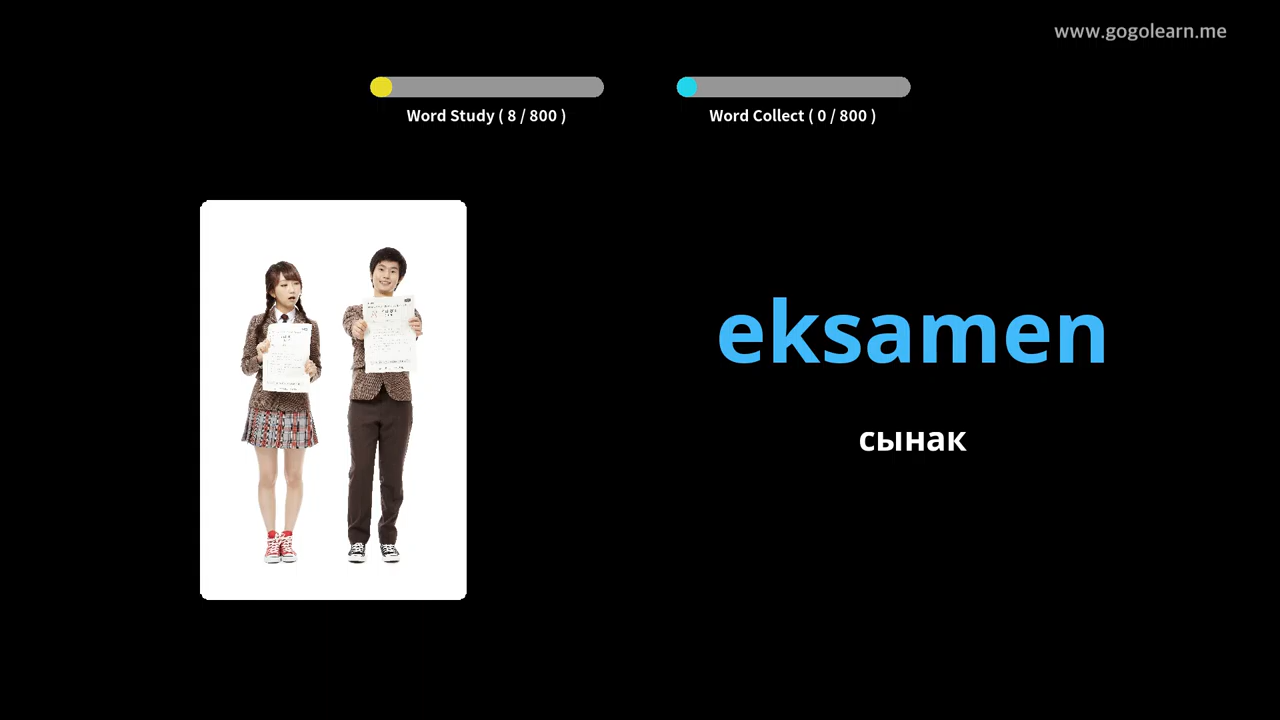 www.gogolearn.me
Word Study ( 8 / 800 )
Word Collect ( 0 / 800 )
eksamen
сынак